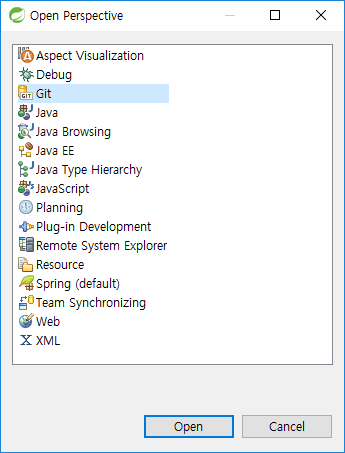 Open Perspective
Aspect Visualization
Debug
Git
Java
Java Browsing
Java EE
Java Type Hierarchy
JavaScript
Planning
Plug-in Development
Remote System Explorer
Resource
Spring (default)
Team Synchronizing
Web
XML
Open Cancel